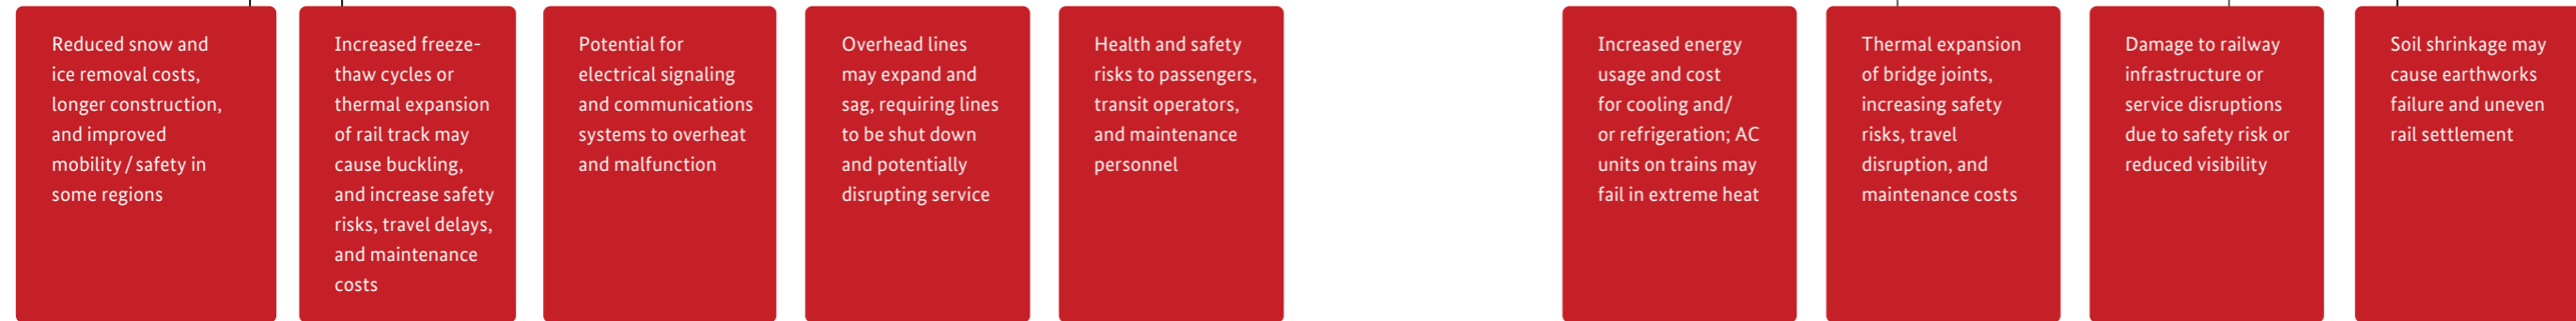 Reduced snow and
ice removal costs,
longer construction,
and improved
mobility / safety in
some regions
Increased freeze-
thaw cycles or
thermal expansion
of rail track may
cause buckling,
and increase safety
risks, travel delays,
and maintenance
costs
Potential for
electrical signaling
and communications
systems to overheat
and malfunction
Overhead lines
may expand and
sag, requiring lines
to be shut down
and potentially
disrupting service
Health and safety
risks to passengers,
transit operators,
and maintenance
personnel
Increased energy
usage and cost
for cooling and/
or refrigeration; AC
units on trains may
fail in extreme heat
Thermal expansion
of bridge joints,
increasing safety
risks, travel
disruption, and
maintenance costs
Damage to railway
infrastructure or
service disruptions
due to safety risk or
reduced visibility
Soil shrinkage may
cause earthworks
failure and uneven
rail settlement